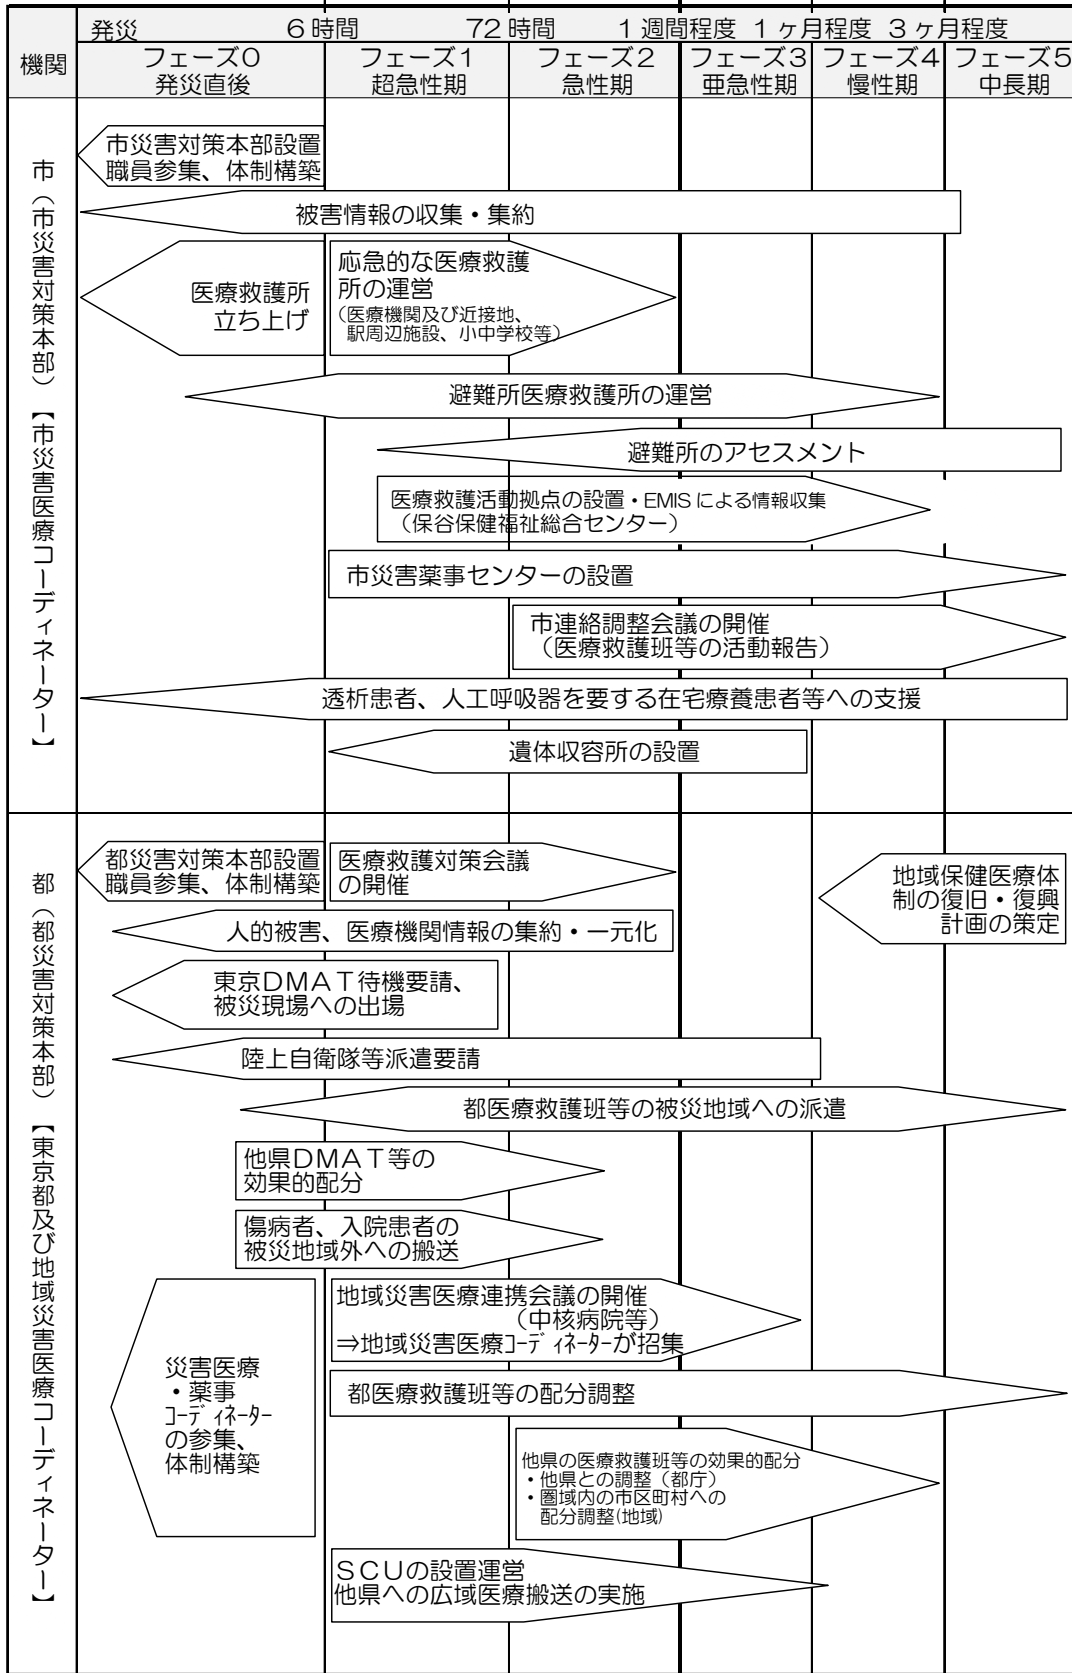 機関
発災 6時間 72時間 1週間程度 1ヶ月程度 3ヶ月程度
フェーズ0
発災直後
フェーズ1
超急性期
フェーズ2
急性期
フェーズ3
亜急性期
フェーズ4
慢性期
フェーズ5
中長期
市(市災害対策本部)【市災害医療コーディネーター】
市災害対策本部設置
職員参集、体制構築
被害情報の収集・集約
医療救護所
立ち上げ
応急的な医療救護
所の運営
(医療機関及び近接地、
駅周辺施設、小中学校等)
避難所医療救護所の運営
避難所のアセスメント
医療救護活動拠点の設置・EMISによる情報収集
(保谷保健福祉総合センター)
市災害薬事センターの設置
市連絡調整会議の開催
(医療救護班等の活動報告)
透析患者、人工呼吸器を要する在宅療養患者等への支援
遺体収容所の設置
都(都災害対策本部)【東京都及び地域災害医療コーディネーター】
都災害対策本部設置
職員参集、体制構築
医療救護対策会議
の開催
地域保健医療体
制の復旧・復興
計画の策定
人的被害、医療機関情報の集約・一元化
東京DMAT待機要請、
被災現場への出場
陸上自衛隊等派遣要請
都医療救護班等の被災地域への派遣
他県DMAT等の
効果的配分
傷病者、入院患者の
被災地域外への搬送
災害医療
・薬事
コーディネーター
の参集、
体制構築
地域災害医療連携会議の開催
(中核病院等)
⇒地域災害医療コーディネーターが招集
都医療救護班等の配分調整
他県の医療救護班等の効果的配分
・他県との調整(都庁)
・圏域内の市区町村への
配分調整(地域)
SCUの設置運営
他県への広域医療搬送の実施